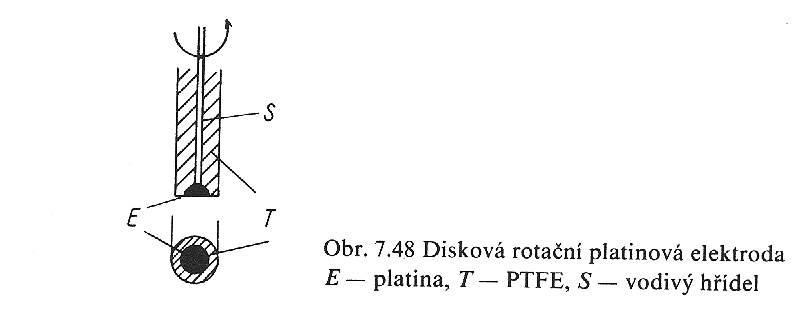 S
E
T
Obr. 7.48 Disková rotační platinová elektroda
E — platina, T — PTFE, S — vodivý hřídel